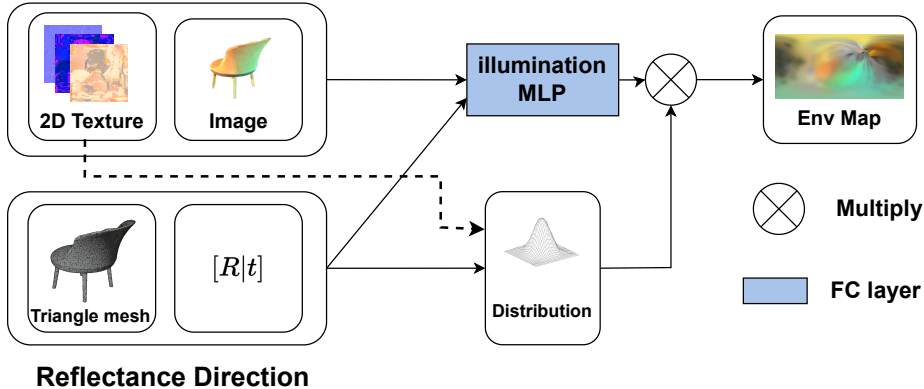 2D Texture
Image
illumination
MLP
Env Map
Multiply
FC layer
Triangle mesh
[R|t]
Distribution
Reflectance Direction